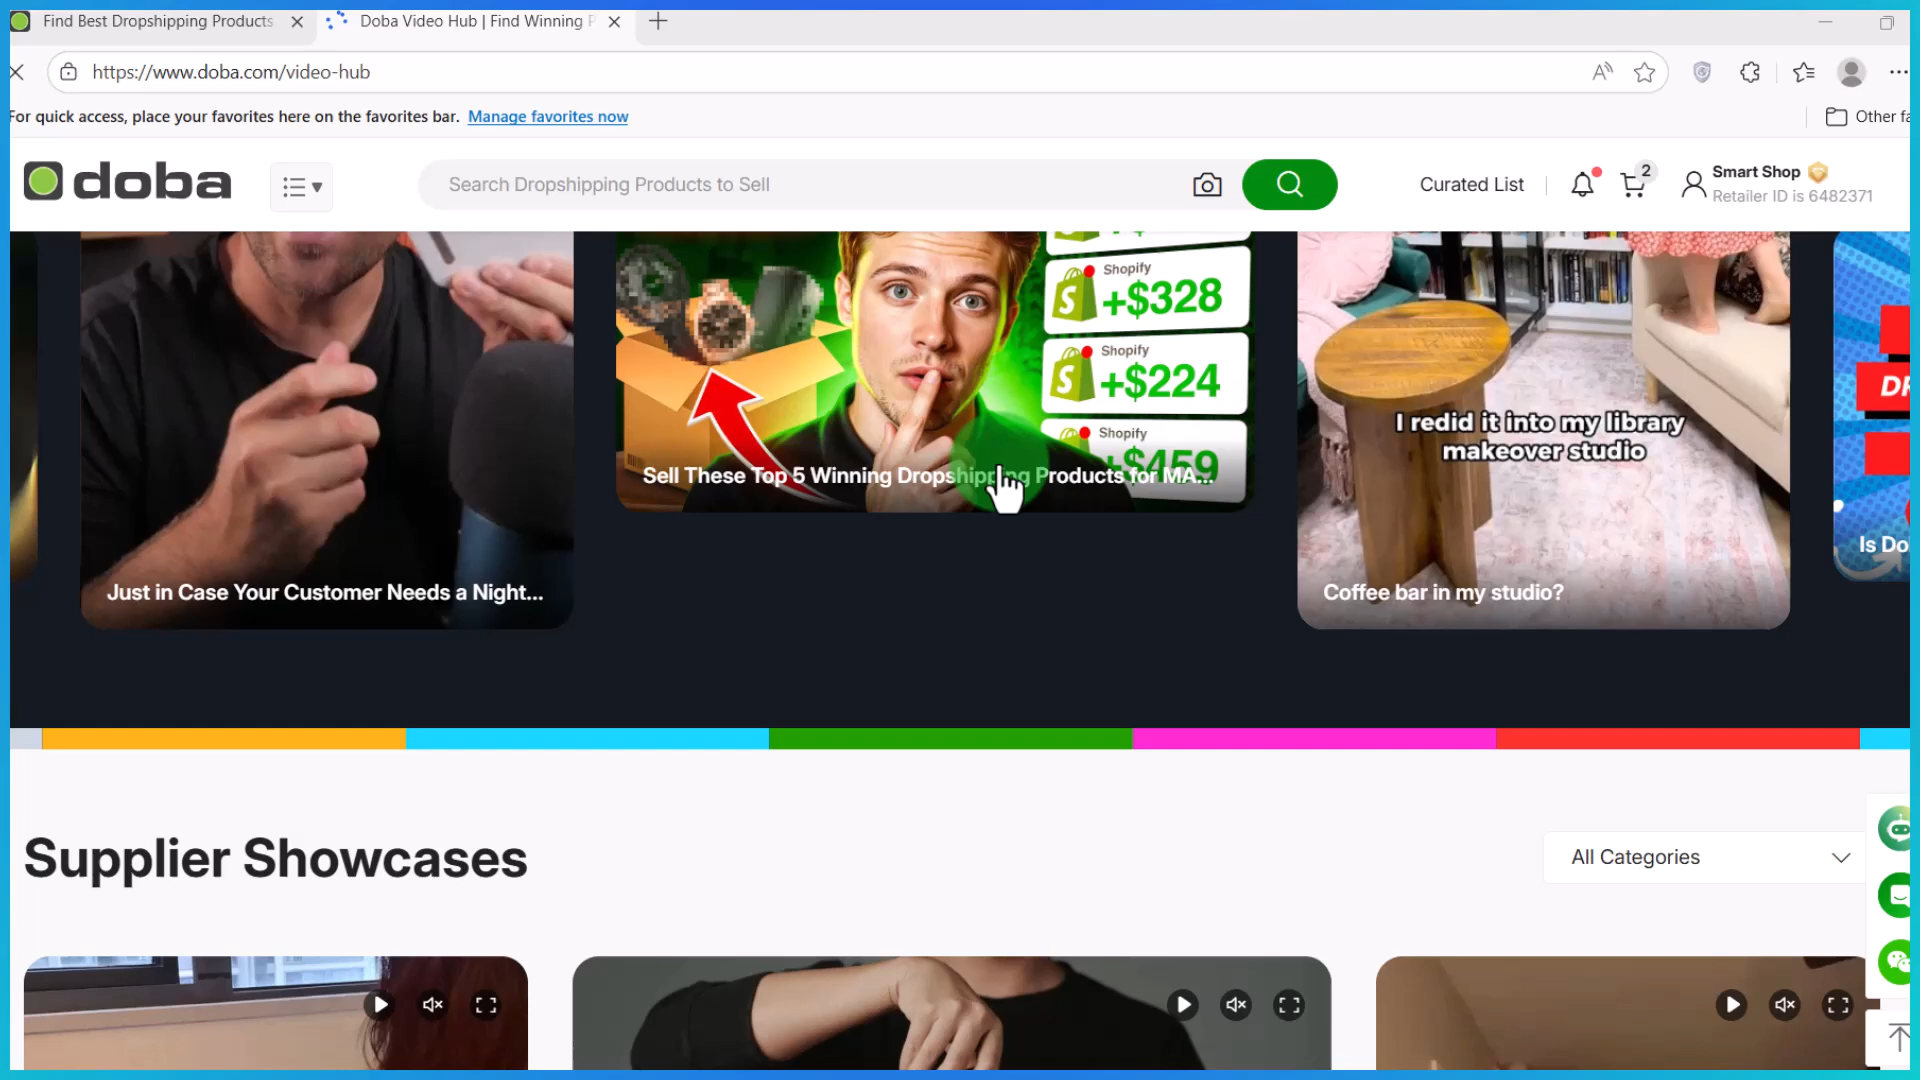 Find Best Dropshipping Products
Doba Video Hub | Find Winning P
https://www.doba.com/video-hub
For quick access, place your favorites here on the favorites bar. Manage favorites now
Other fa
doba
Search Dropshipping Products to Sell
Curated List
2
Smart Shop
Retailer ID is 6482371
Shopify
+$328
Shopify
+$224
Shopify
+$459
Sell These Top 5 Winning Dropshipping Products for MA...
I redid it into my library
makeover studio
DR
Is Do
Just in Case Your Customer Needs a Night...
Coffee bar in my studio?
Supplier Showcases
All Categories